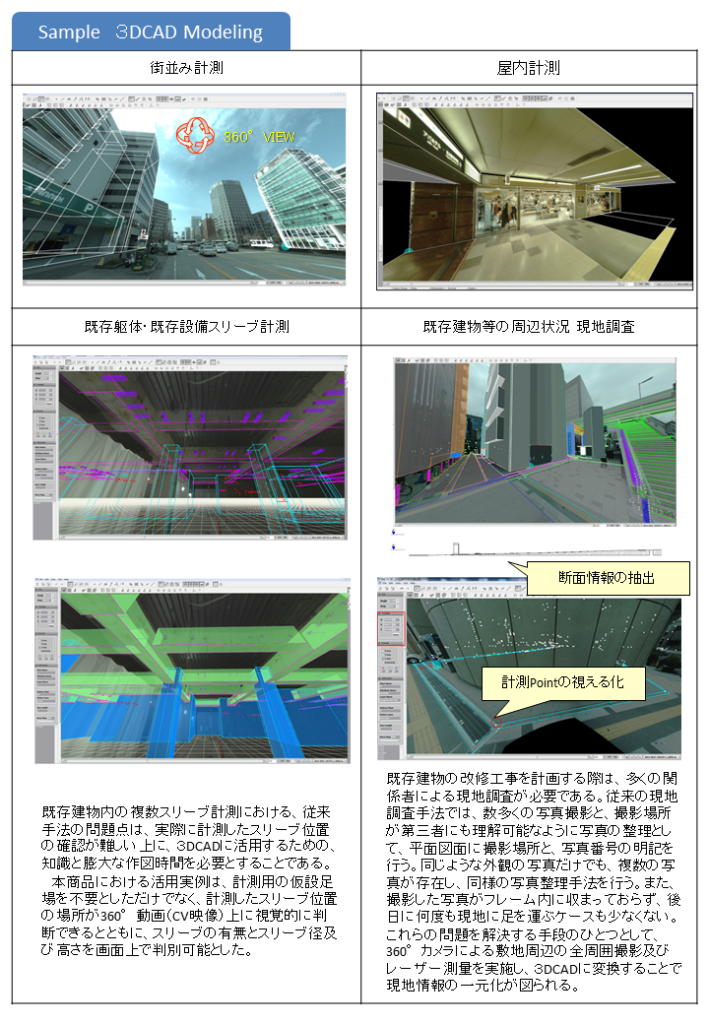 Sample　3DCAD Modeling
街並み計測
屋内計測
360°VIEW
既存躯体・既存設備スリーブ計測
既存建物等の周辺状況 現地調査
断面情報の抽出
計測Pointの視える化
既存建物内の複数スリーブ計測における、従来
手法の問題点は、実際に計測したスリーブ位置
の確認が難しい上に、3DCADに活用するための、
知識と膨大な作図時間を必要とすることである。
　本商品における活用実例は、計測用の仮設足
場を不要としただけでなく、計測したスリーブ位置
の場所が360°動画(CV映像)上に視覚的に判
断できるとともに、スリーブの有無とスリーブ径及
び高さを画面上で判別可能とした。
既存建物の改修工事を計画する際は、多くの関
係者による現地調査が必要である。従来の現地
調査手法では、数多くの写真撮影と、撮影場所
が第三者にも理解可能なように写真の整理とし
て、平面図面に撮影場所と、写真番号の明記を
行う。同じような外観の写真だけでも、複数の写
真が存在し、同様の写真整理手法を行う。また、
撮影した写真がフレーム内に収まっておらず、後
日に何度も現地に足を運ぶケースも少なくない。
これらの問題を解決する手段のひとつとして、
360°カメラによる敷地周辺の全周囲撮影及び
レーザー測量を実施し、3DCADに変換することで
現地情報の一元化が図られる。